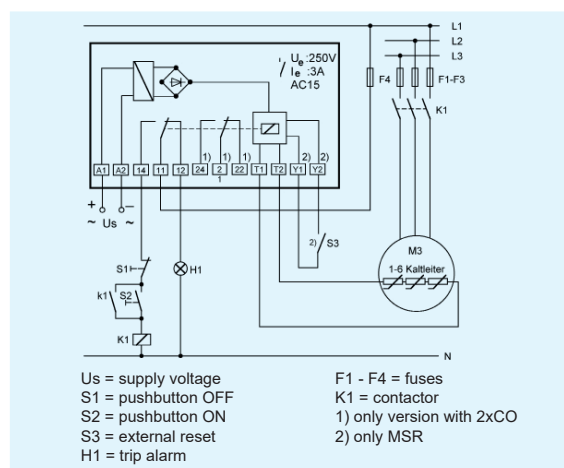 L1
L2
L3
U e :250V
I e :3A
AC15
F4
F1-F3
K1
1) 1) 1) 2) 2)
A1 A2 14 11 12 24 2 22 T1 T2 Y1 Y2
1
+ –
~ Us ~
2) S3
M3
1-6 Kaltleiter
S1
H1
k1 S2
K1
N
Us = supply voltage
S1 = pushbutton OFF
S2 = pushbutton ON
S3 = external reset
H1 = trip alarm
F1 - F4 = fuses
K1 = contactor
1) only version with 2xCO
2) only MSR